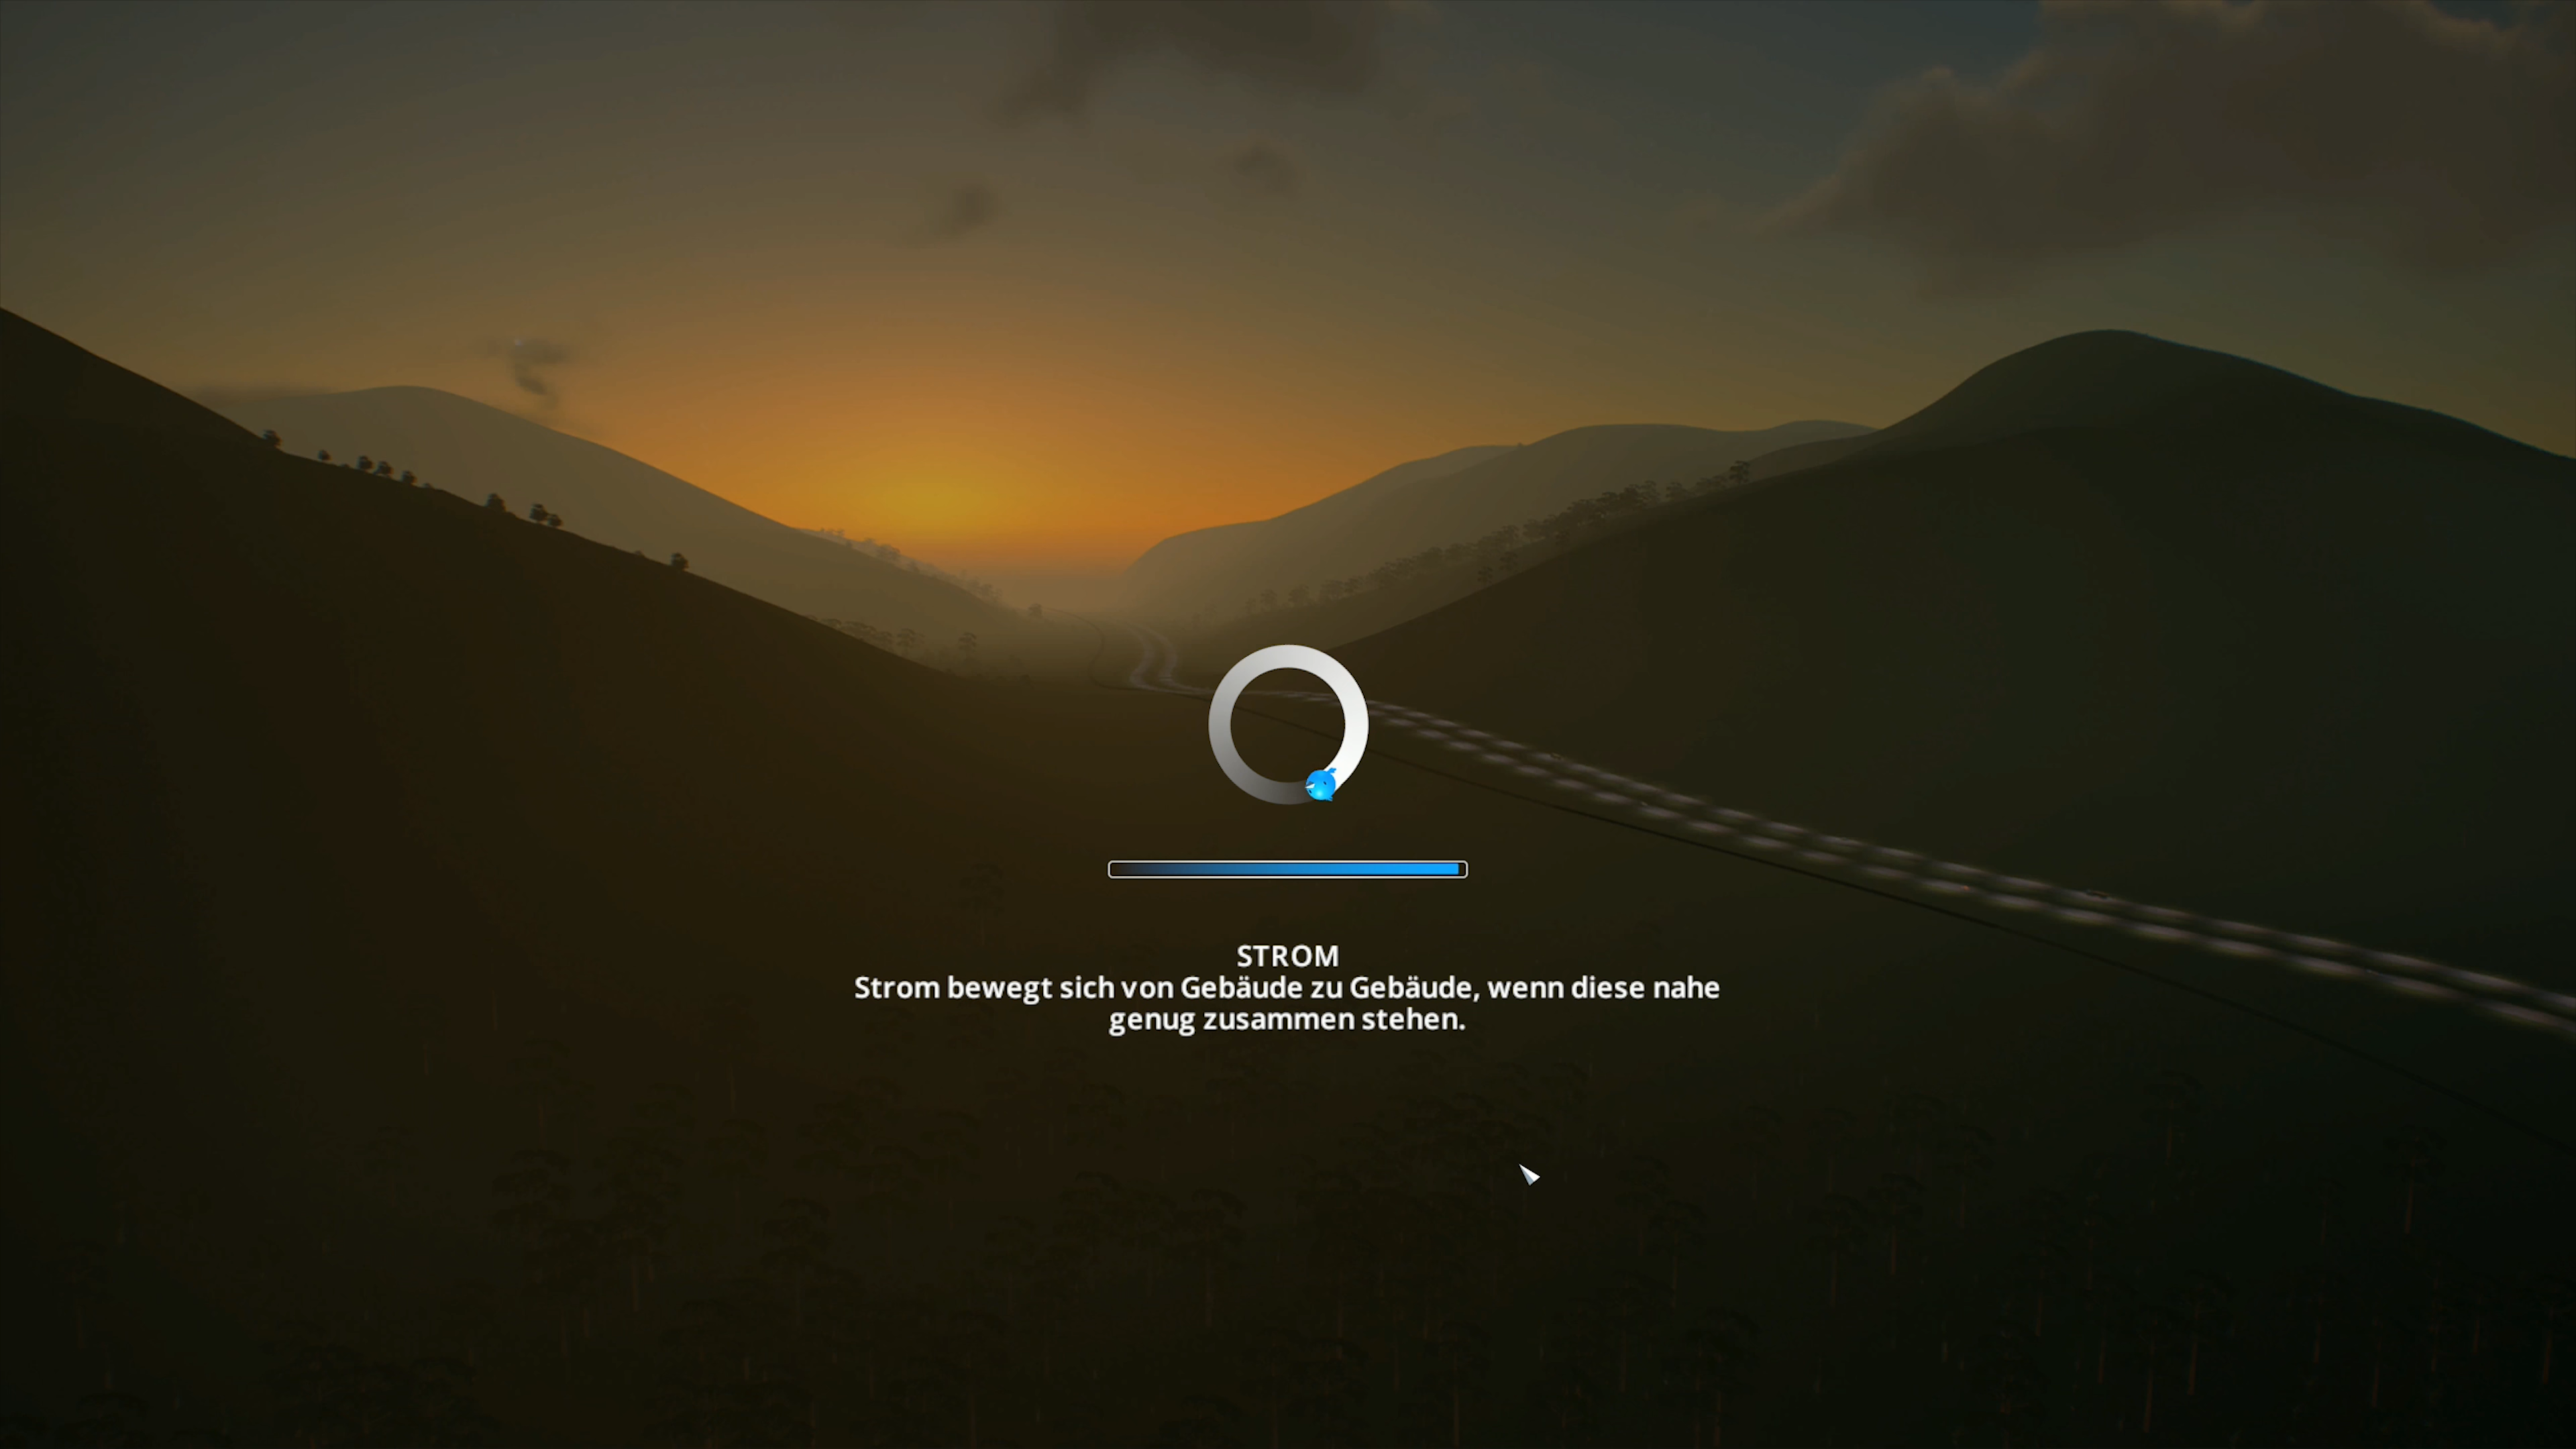 STROM
Strom bewegt sich von Gebäude zu Gebäude, wenn diese nahe
genug zusammen stehen.